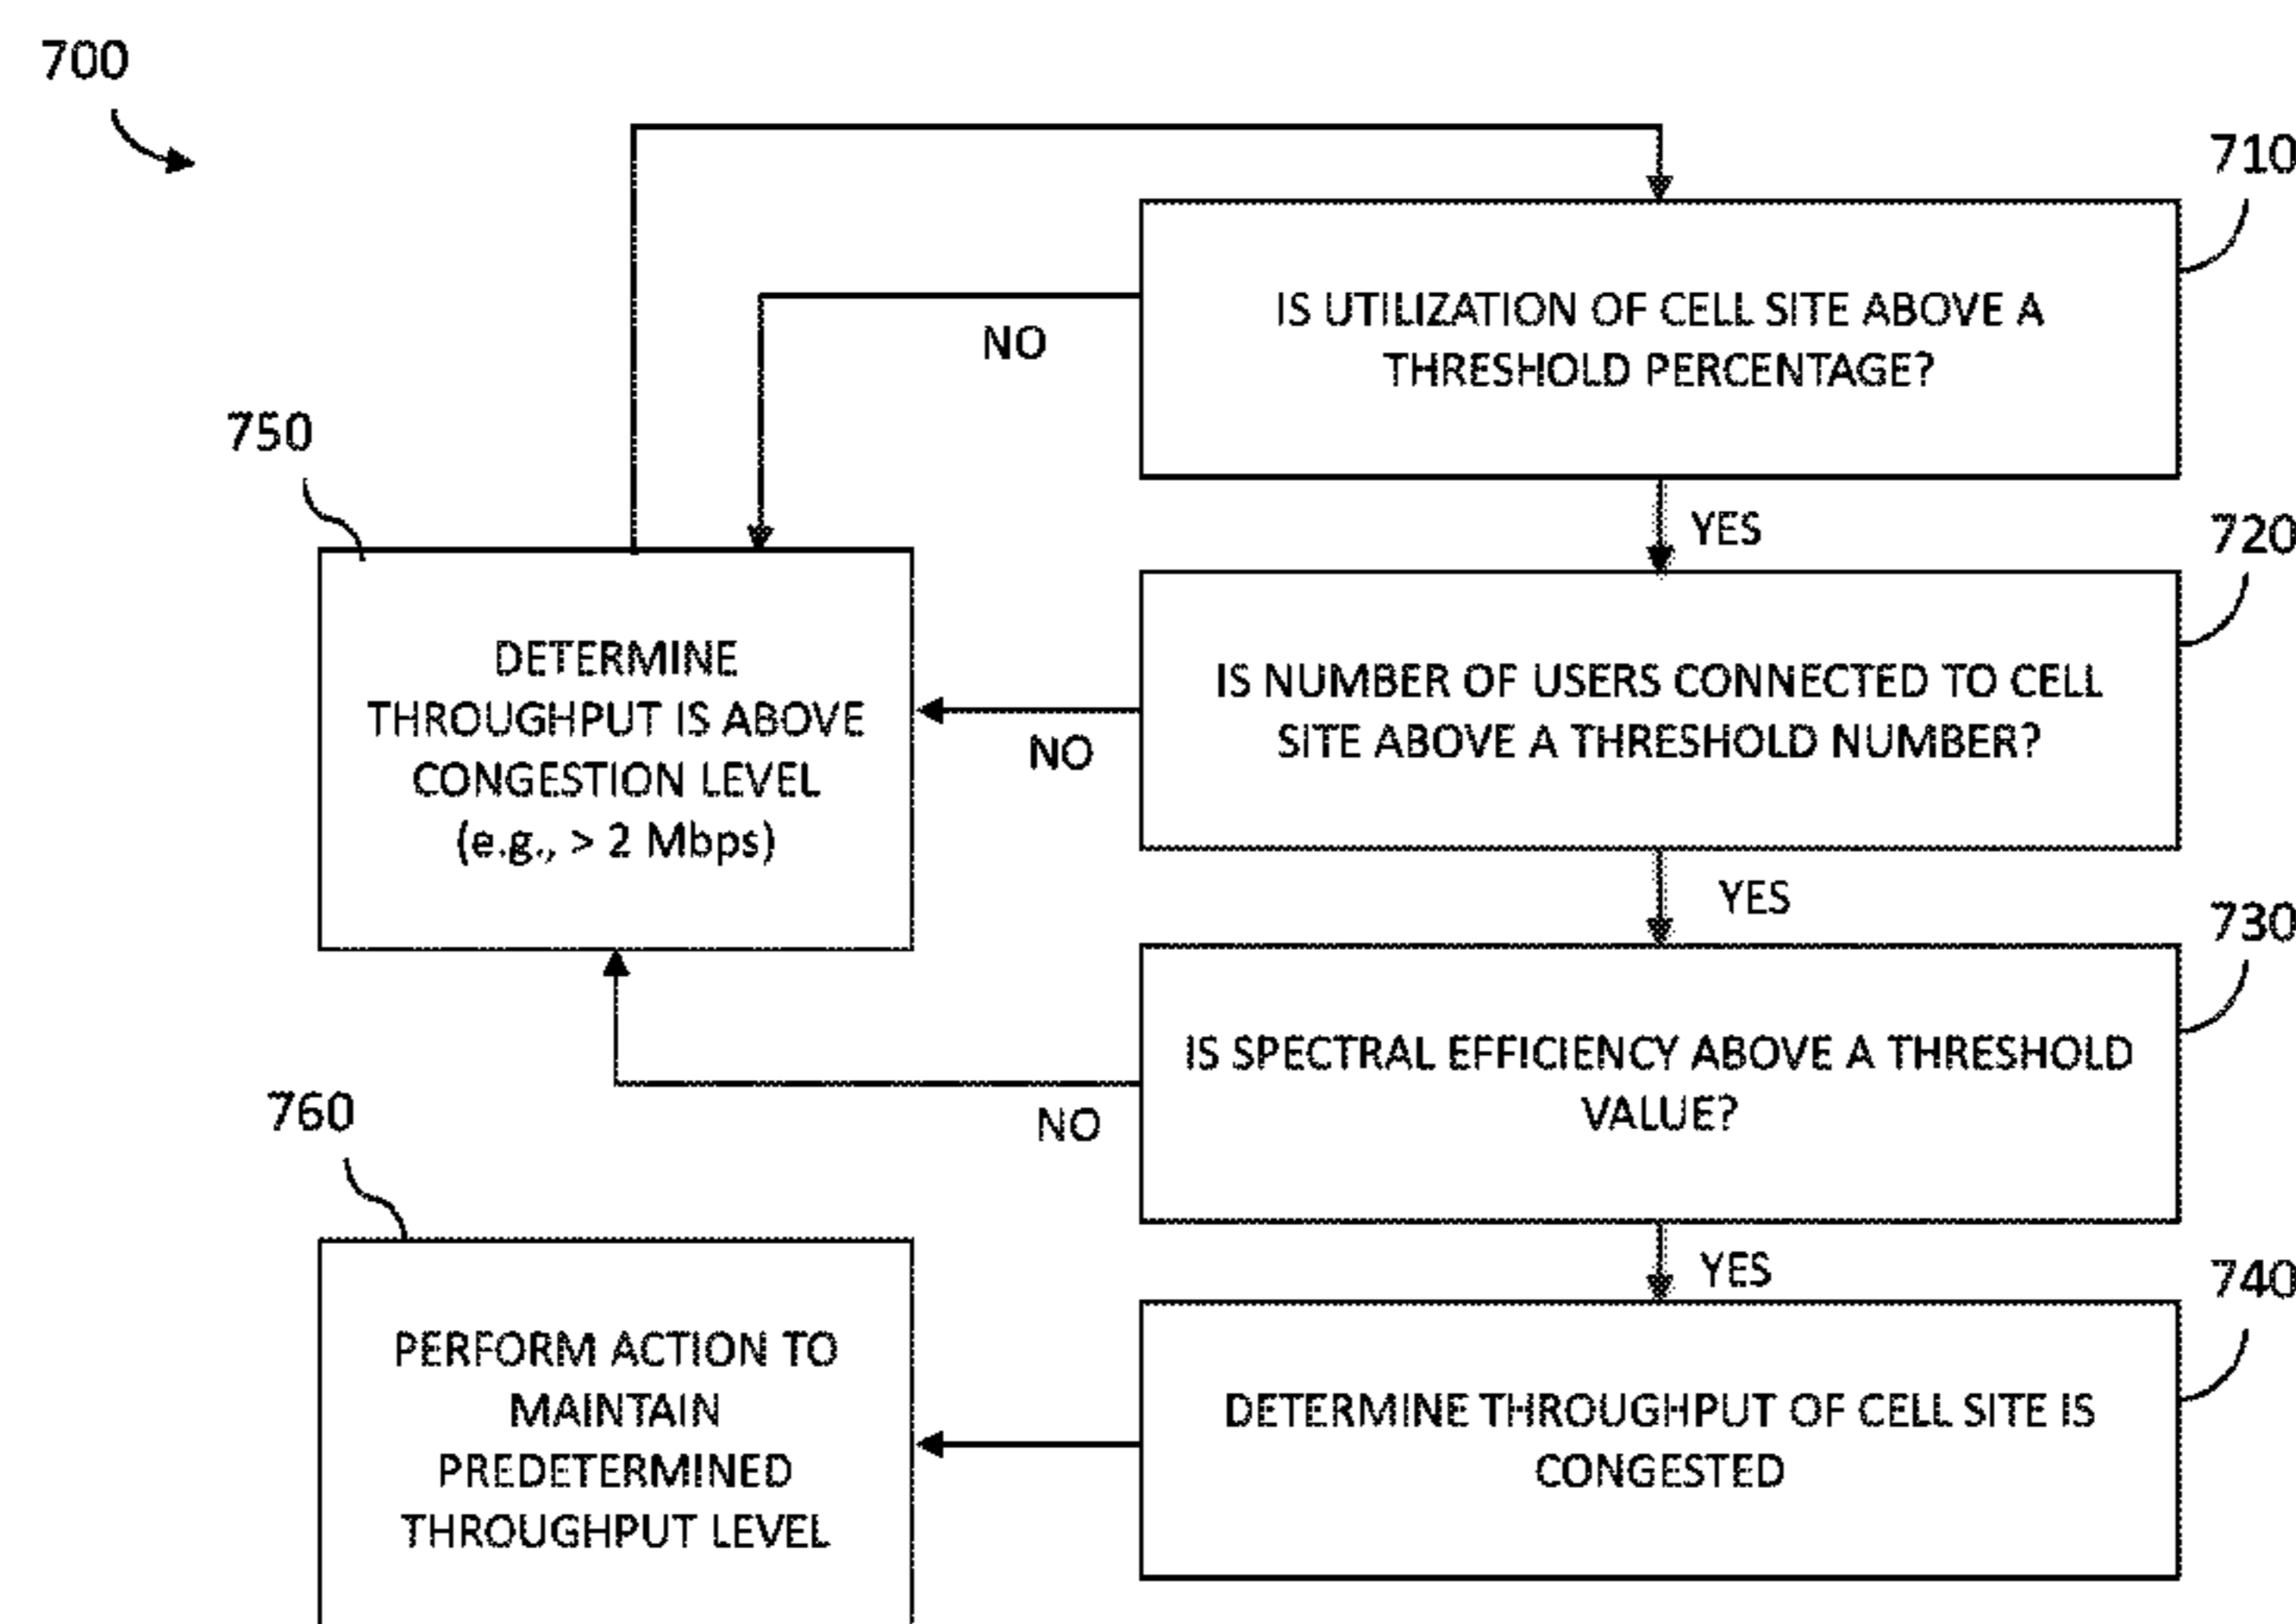 700
710
IS UTILIZATION OF CELL SITE ABOVE A
THRESHOLD PERCENTAGE?
NO
750
YES
720
DETERMINE
THROUGHPUT IS ABOVE
CONGESTION LEVEL
(e.g., > 2 Mbps)
IS NUMBER OF USERS CONNECTED TO CELL
SITE ABOVE A THRESHOLD NUMBER?
NO
YES
730
IS SPECTRAL EFFICIENCY ABOVE A THRESHOLD
VALUE?
NO
760
YES
740
PERFORM ACTION TO
MAINTAIN
PREDETERMINED
THROUGHPUT LEVEL
DETERMINE THROUGHPUT OF CELL SITE IS
CONGESTED